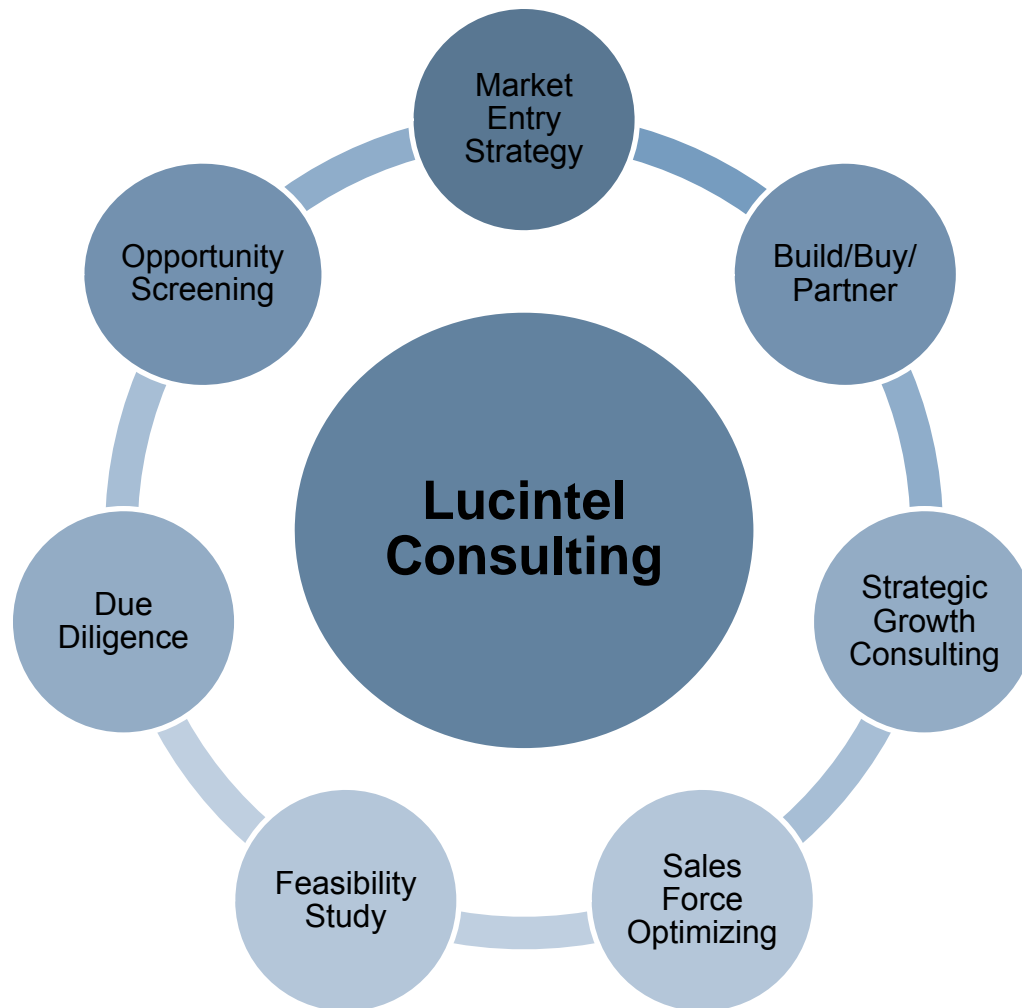 Market
Entry
Strategy
Opportunity
Screening
Build/Buy/
Partner
Lucintel
Consulting
Due
Diligence
Strategic
Growth
Consulting
Feasibility
Study
Sales
Force
Optimizing